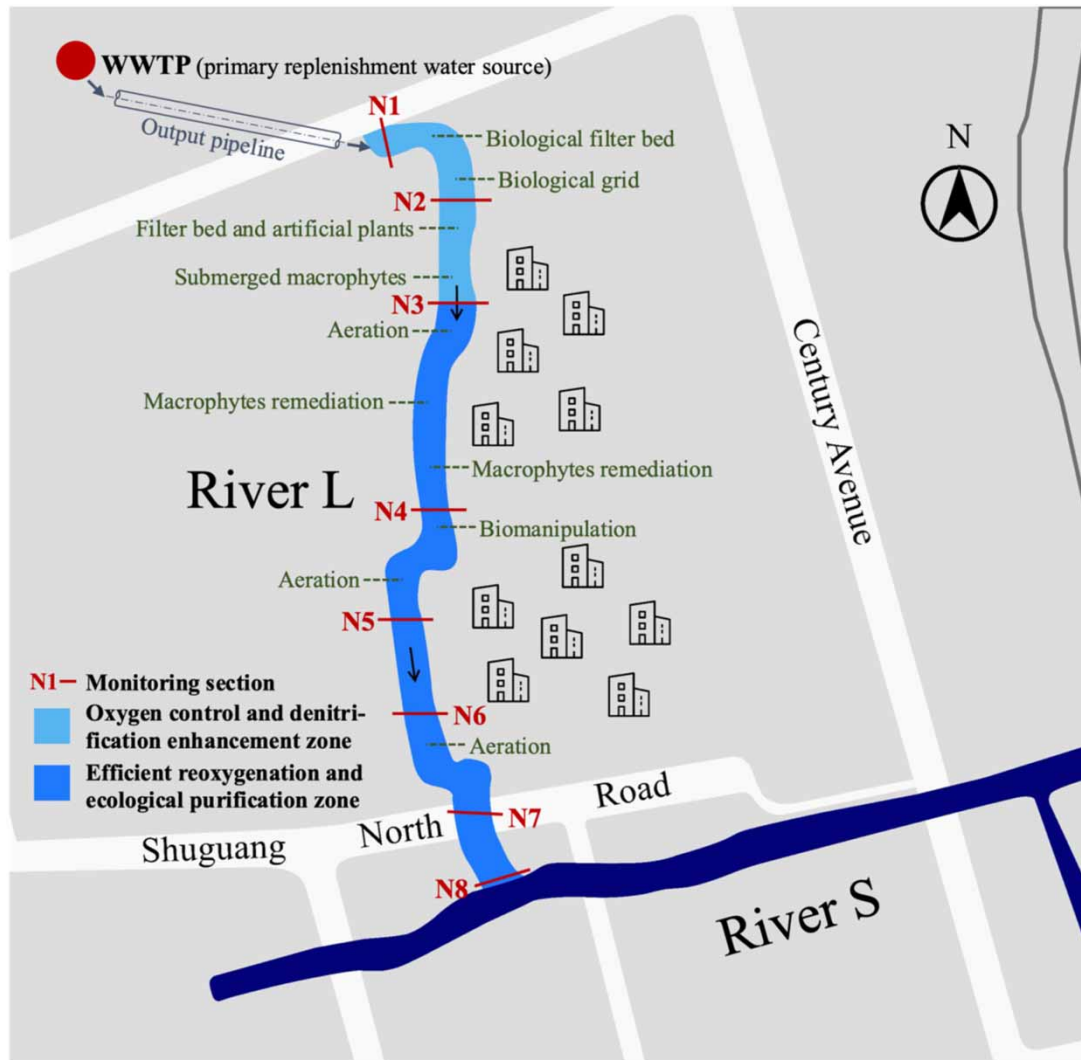 WWTP (primary replenishment water source)
Output pipeline
N1
Biological filter bed
N
Biological grid
N2
Filter bed and artificial plants
Submerged macrophytes
N3
Aeration
Century Avenue
Macrophytes remediation
Macrophytes remediation
River L
N4
Biomanipulation
Aeration
N5
N1 Monitoring section
Oxygen control and denitri-
fication enhancement zone
Efficient reoxygenation and
ecological purification zone
N6
Aeration
Shuguang North Road
N7
N8
River S